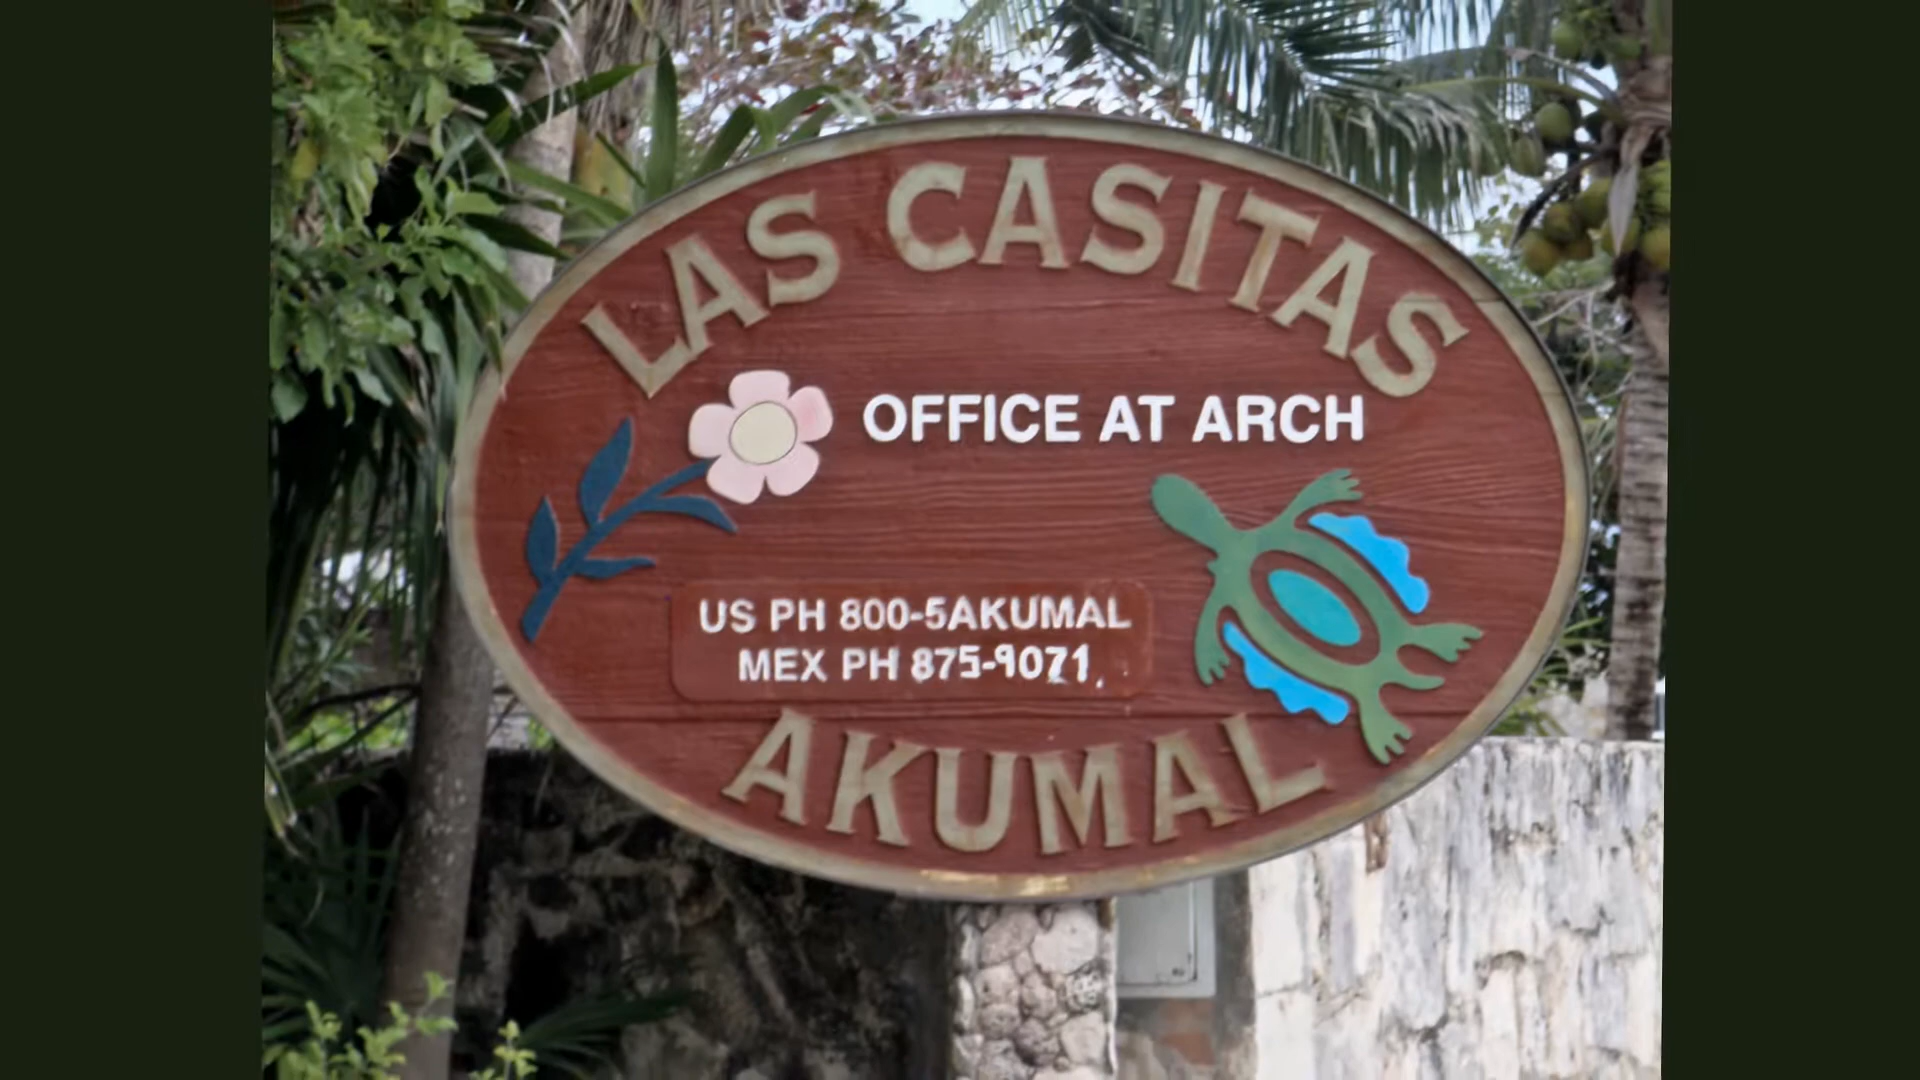 LAS CASITAS
OFFICE AT ARCH
US PH 800-5AKUMAL
MEX PH 875-9071
AKUMAL